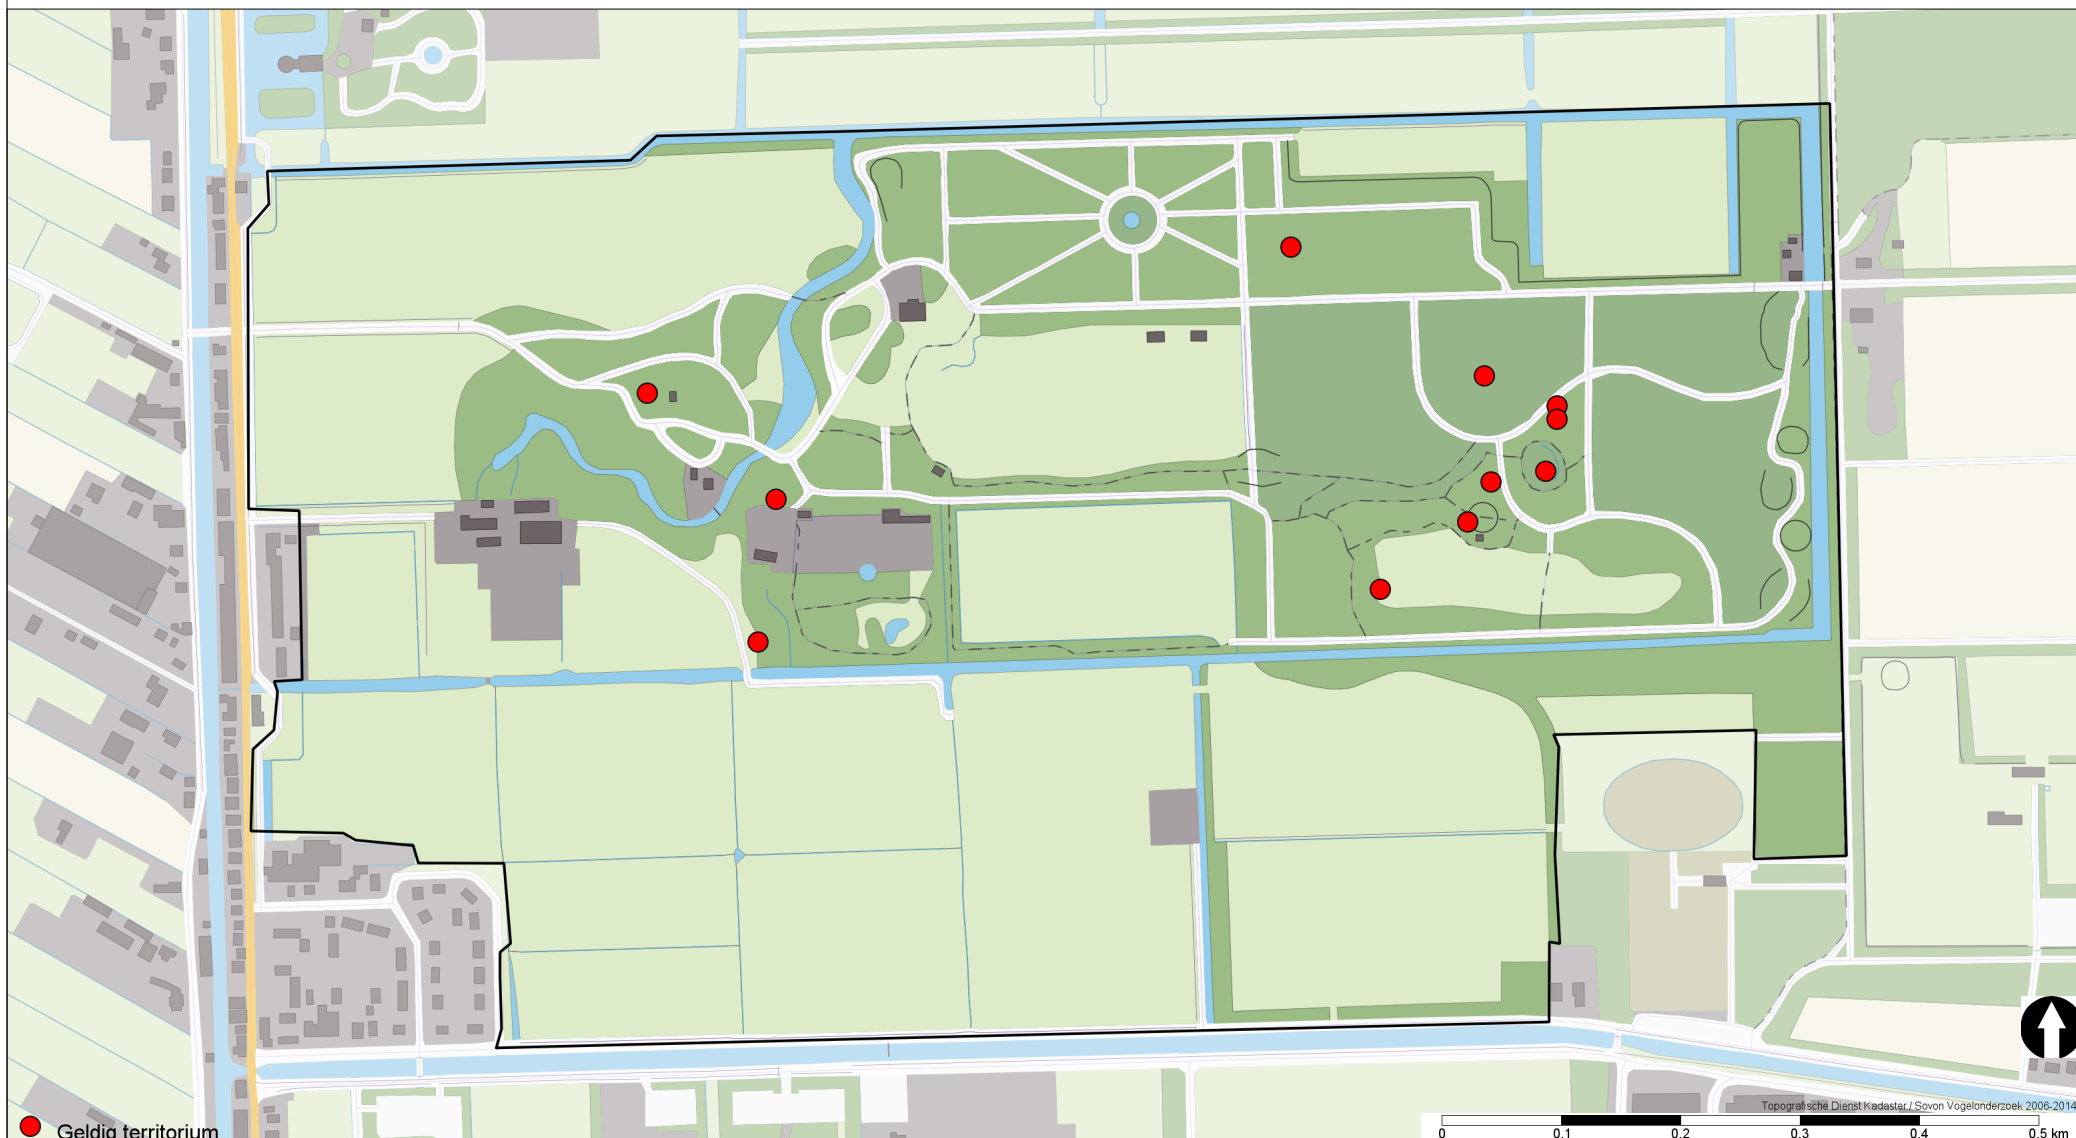 Topografische Dienst Kadaster / Sovon Vogelonderzoek 2006-2014
Geldig territorium
0 0.1 0.2 0.3 0.4 0.5 km